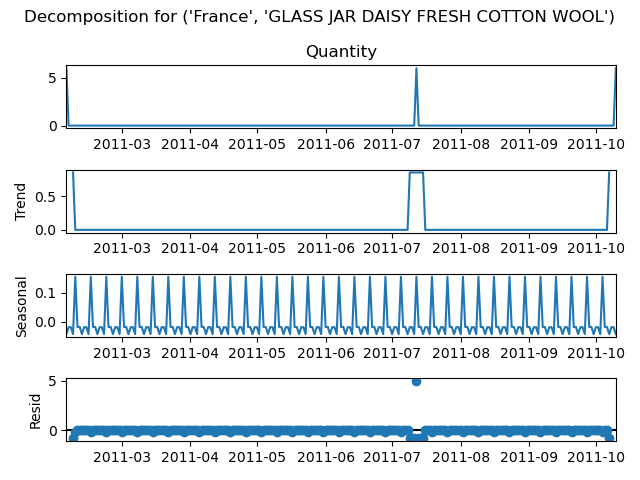 Decomposition for ('France', 'GLASS JAR DAISY FRESH COTTON WOOL')
Quantity
5
0
2011-03 2011-04 2011-05 2011-06 2011-07 2011-08 2011-09 2011-10
Trend
0.5
0.0
2011-03 2011-04 2011-05 2011-06 2011-07 2011-08 2011-09 2011-10
Seasonal
0.1
0.0
2011-03 2011-04 2011-05 2011-06 2011-07 2011-08 2011-09 2011-10
Resid
5
0
2011-03 2011-04 2011-05 2011-06 2011-07 2011-08 2011-09 2011-10